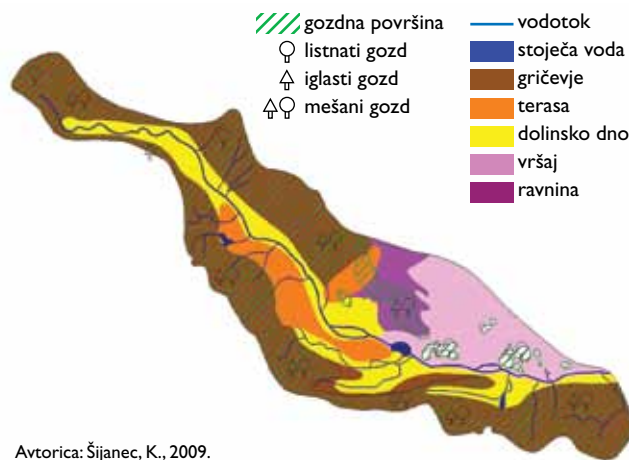 gozdna površina
listnati gozd
iglasti gozd
mešani gozd
vodotok
stoječa voda
gričevje
terasa
dolinsko dno
vršaj
ravnina
Avtorica: Šijanec, K., 2009.